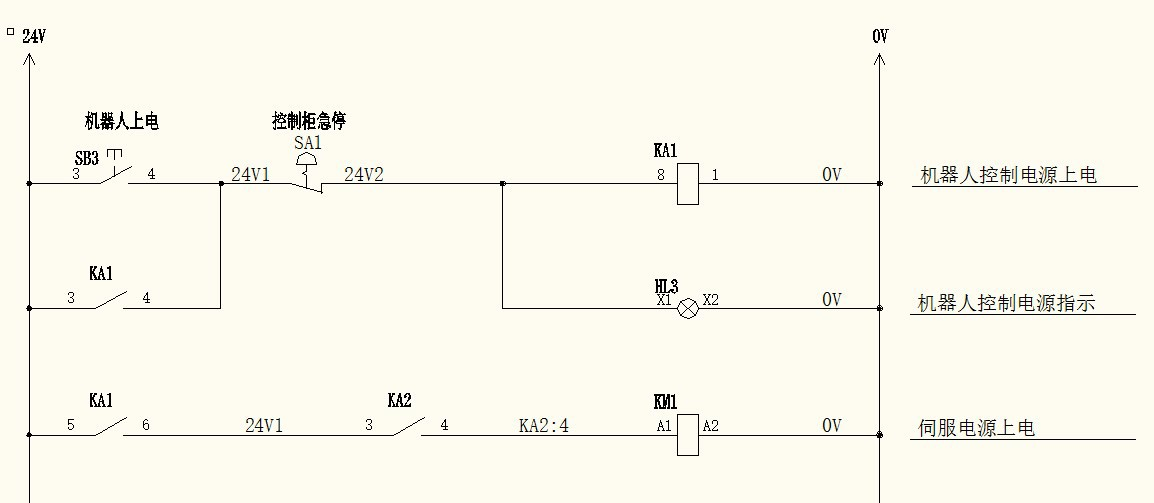 24V 0V
机器人上电 控制柜急停
SB3 SA1 KA1
3 4 24V1 24V2 8 1 0V 机器人控制电源上电
KA1 HL3
3 4 X1 X2 0V 机器人控制电源指示
KA1 KA2 KM1
5 6 24V1 3 4 KA2:4 A1 A2 0V 伺服电源上电